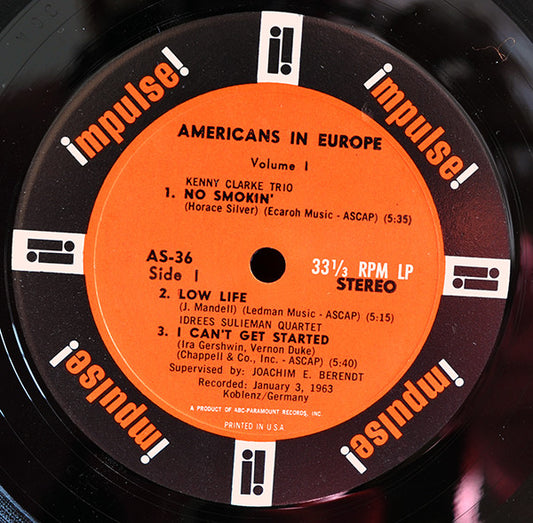 impulse!
impulse!
AMERICANS IN EUROPE
Volume 1
KENNY CLARKE TRIO
1. NO SMOKIN'
(Horace Silver) (Ecaroh Music - ASCAP) (5:35)
AS-36
Side 1
33 1/3 RPM LP
STEREO
2. LOW LIFE
(J. Mandell) (Ledman Music - ASCAP) (5:15)
IDREES SULIEMAN QUARTET
3. I CAN'T GET STARTED
(Ira Gershwin, Vernon Duke)
(Chappell & Co., Inc. - ASCAP) (5:40)
Supervised by: JOACHIM E. BERENDT
Recorded: January 3, 1963
Koblenz/Germany
A PRODUCT OF ABC-PARAMOUNT RECORDS, INC.
PRINTED IN U.S.A.
impulse!
impulse!